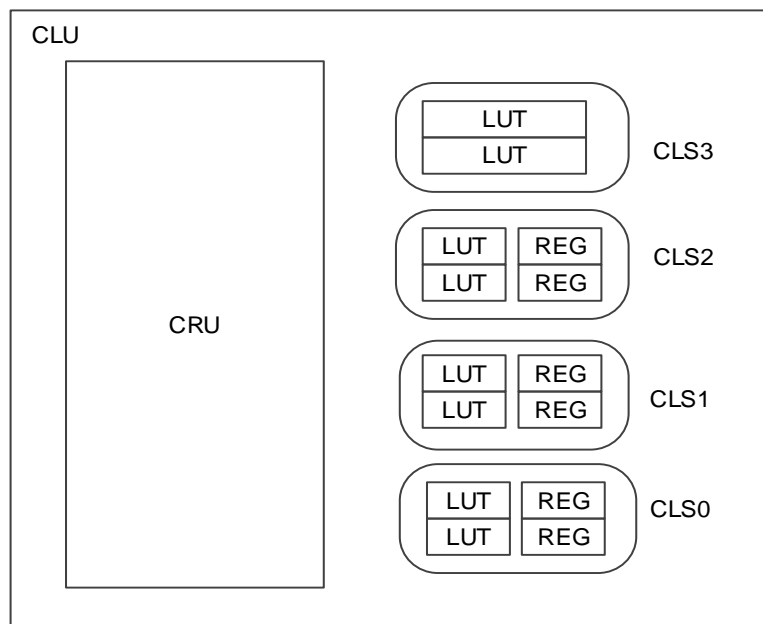 CLU
CRU
LUT
LUT
CLS3
LUT REG
LUT REG
CLS2
LUT REG
LUT REG
CLS1
LUT REG
LUT REG
CLS0